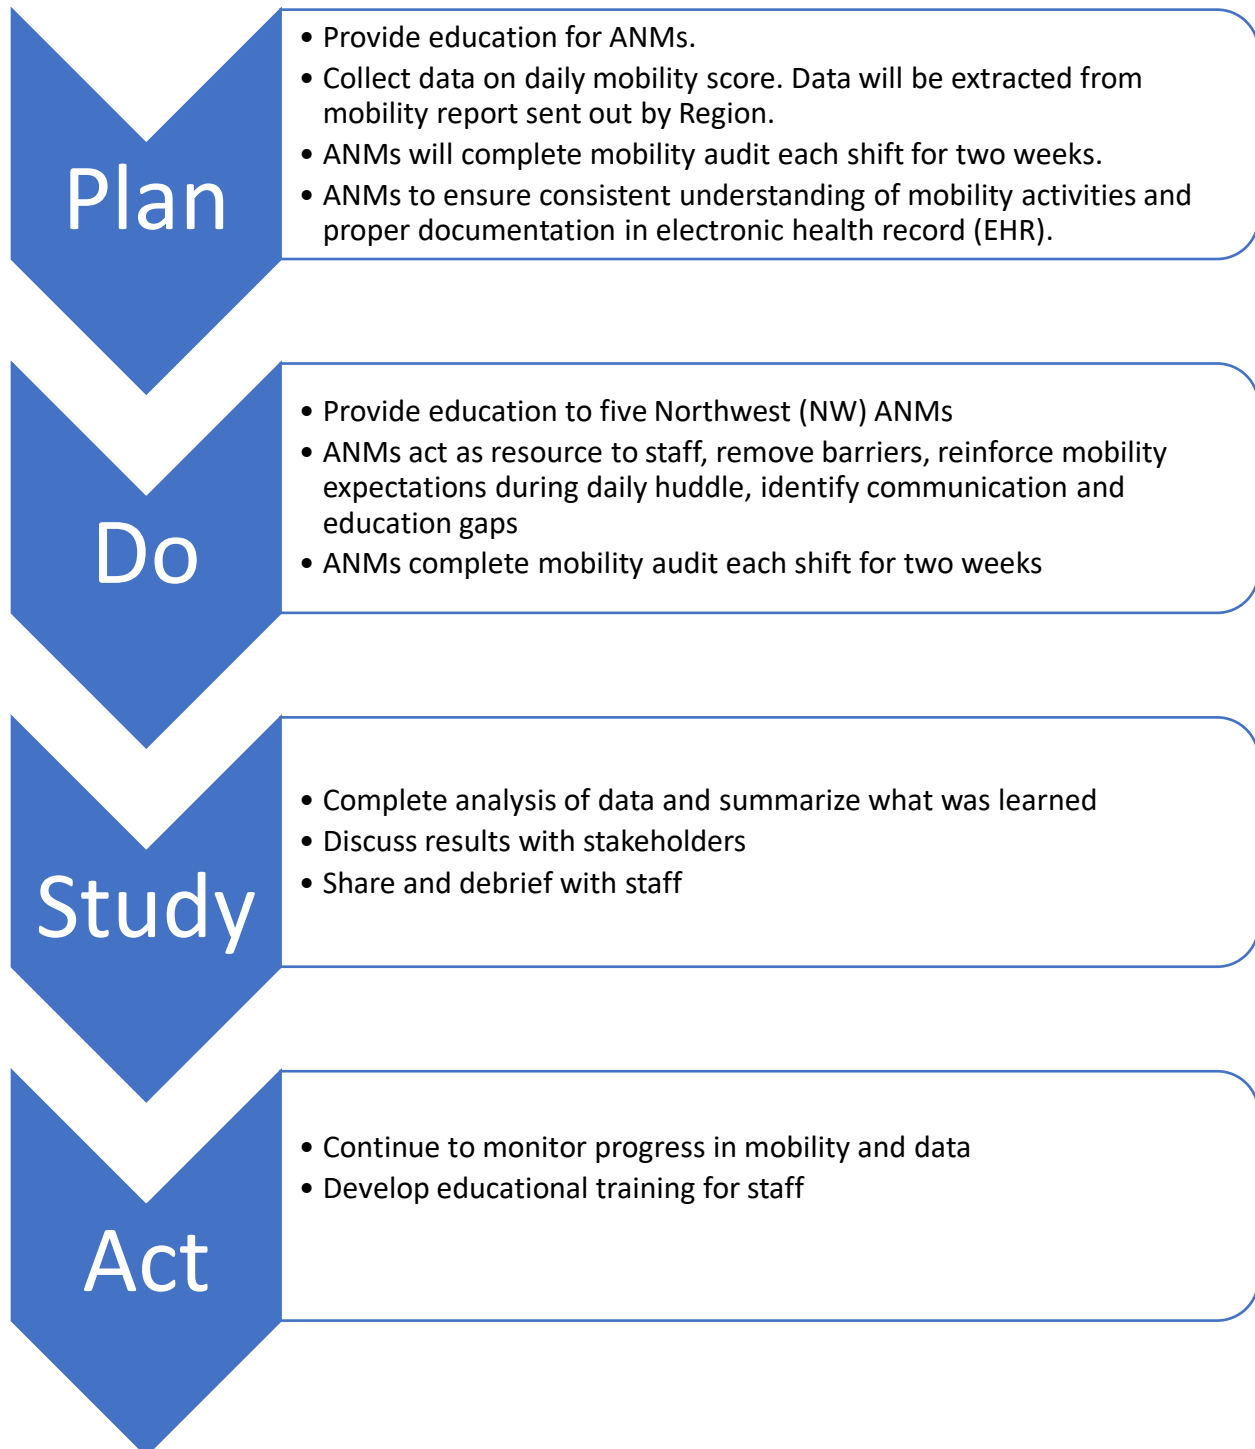 Plan
• Provide education for ANMs.
• Collect data on daily mobility score. Data will be extracted from
mobility report sent out by Region.
• ANMs will complete mobility audit each shift for two weeks.
• ANMs to ensure consistent understanding of mobility activities and
proper documentation in electronic health record (EHR).
Do
• Provide education to five Northwest (NW) ANMs
• ANMs act as resource to staff, remove barriers, reinforce mobility
expectations during daily huddle, identify communication and
education gaps
• ANMs complete mobility audit each shift for two weeks
Study
• Complete analysis of data and summarize what was learned
• Discuss results with stakeholders
• Share and debrief with staff
Act
• Continue to monitor progress in mobility and data
• Develop educational training for staff